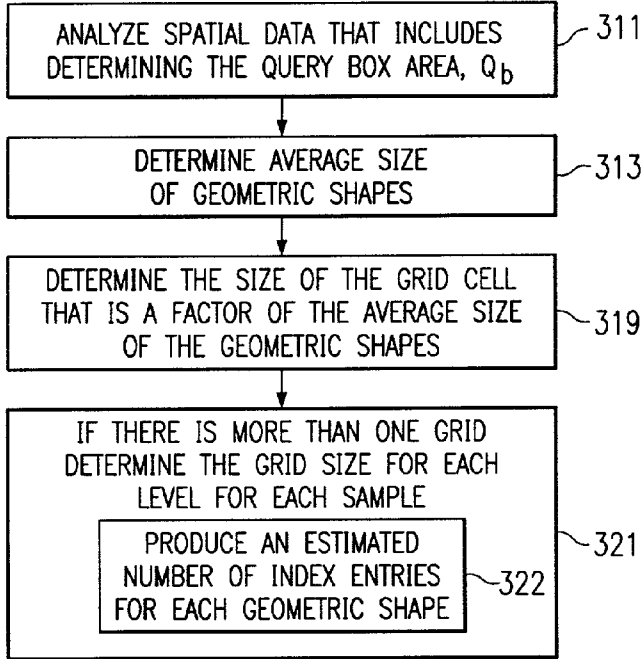 ANALYZE SPATIAL DATA THAT INCLUDES
DETERMINING THE QUERY BOX AREA, Qb
311
DETERMINE AVERAGE SIZE
OF GEOMETRIC SHAPES
313
DETERMINE THE SIZE OF THE GRID CELL
THAT IS A FACTOR OF THE AVERAGE SIZE
OF THE GEOMETRIC SHAPES
319
IF THERE IS MORE THAN ONE GRID
DETERMINE THE GRID SIZE FOR EACH
LEVEL FOR EACH SAMPLE
321
PRODUCE AN ESTIMATED
NUMBER OF INDEX ENTRIES
FOR EACH GEOMETRIC SHAPE
322